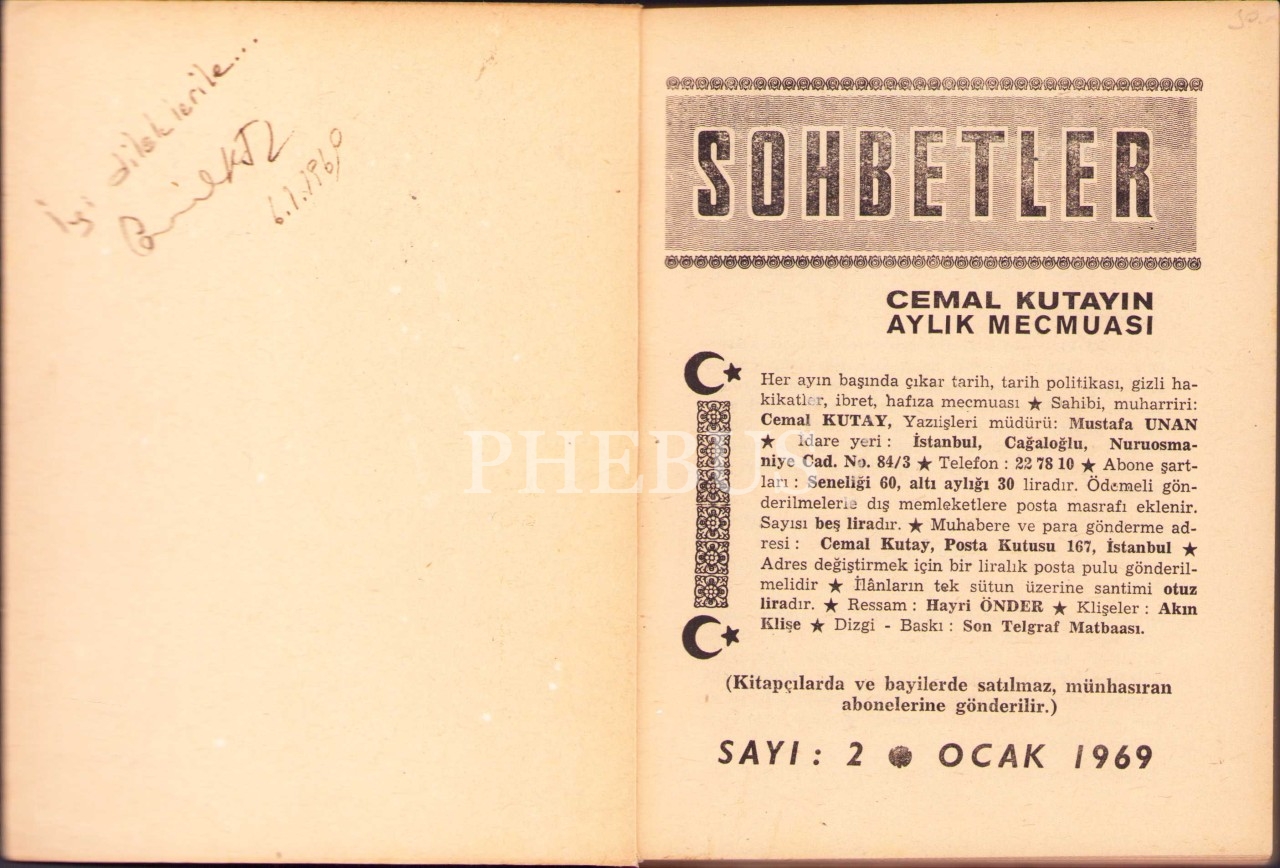 İyi dileklerile...
6.1.1969
50.-
SOHBETLER
CEMAL KUTAYIN
AYLIK MECMUASI
Her ayın başında çıkar tarih, tarih politikası, gizli ha-
kikatler, ibret, hafıza mecmuası ★ Sahibi, muharriri:
Cemal KUTAY, Yazıişleri müdürü: Mustafa UNAN
★ İdare yeri : İstanbul, Cağaloğlu, Nuruosma-
niye Cad. No. 84/3 ★ Telefon : 22 78 10 ★ Abone şart-
ları : Seneliği 60, altı aylığı 30 liradır. Ödemeli gön-
derilmelerle dış memleketlere posta masrafı eklenir.
Sayısı beş liradır. ★ Muhabere ve para gönderme ad-
resi : Cemal Kutay, Posta Kutusu 167, İstanbul ★
Adres değiştirmek için bir liralık posta pulu gönderil-
melidir ★ İlânların tek sütun üzerine santimi otuz
liradır. ★ Ressam : Hayri ÖNDER ★ Klişeler : Akın
Klişe ★ Dizgi - Baskı : Son Telgraf Matbaası.
(Kitapçılarda ve bayilerde satılmaz, münhasıran
abonelerine gönderilir.)
SAYI : 2 ● OCAK 1969
PHEBUS